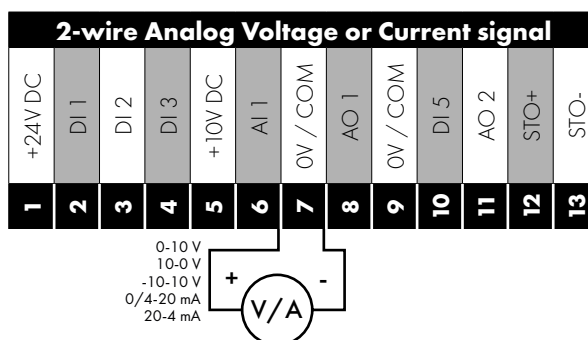 2-wire Analog Voltage or Current signal
+24V DC
DI 1
DI 2
DI 3
+10V DC
AI 1
0V / COM
AO 1
0V / COM
DI 5
AO 2
STO+
STO-
1 2 3 4 5 6 7 8 9 10 11 12 13
0-10 V
10-0 V
-10-10 V
0/4-20 mA
20-4 mA
+ -
V/A